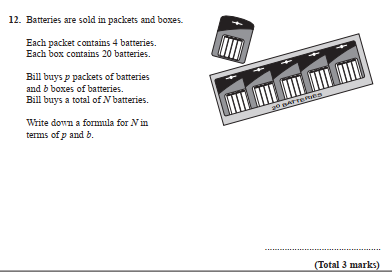 12. Batteries are sold in packets and boxes.
Each packet contains 4 batteries.
Each box contains 20 batteries.
Bill buys p packets of batteries
and b boxes of batteries.
Bill buys a total of N batteries.
Write down a formula for N in
terms of p and b.
20 BATTERIES
(Total 3 marks)